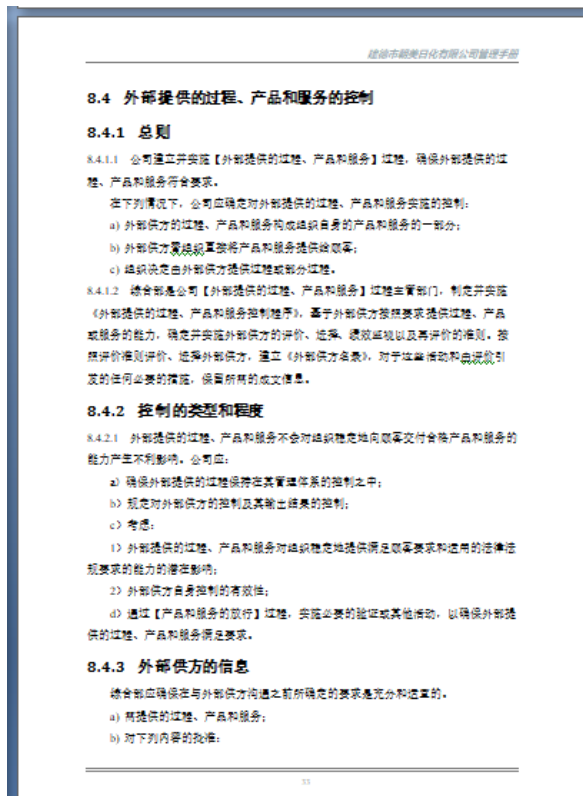 建德市靓美日化有限公司管理手册
8.4 外部提供的过程、产品和服务的控制
8.4.1 总则
8.4.1.1 公司建立并实施【外部提供的过程、产品和服务】过程，确保外部提供的过
程、产品和服务符合要求。
在下列情况下，公司应确定对外部提供的过程、产品和服务实施的控制：
a) 外部供方的过程、产品和服务构成组织自身的产品和服务的一部分；
b) 外部供方替组织直接将产品和服务提供给顾客；
c) 组织决定由外部供方提供过程或部分过程。
8.4.1.2 综合部是公司【外部提供的过程、产品和服务】过程主管部门，制定并实施
《外部提供的过程、产品和服务控制程序》，基于外部供方按照要求提供过程、产品
或服务的能力，确定并实施外部供方的评价、选择、绩效监视以及再评价的准则。按
照评价准则评价、选择外部供方，建立《外部供方名录》，对于这些活动和由评价引
发的任何必要的措施，保留所需的成文信息。
8.4.2 控制的类型和程度
8.4.2.1 外部提供的过程、产品和服务不会对组织稳定地向顾客交付合格产品和服务的
能力产生不利影响。公司应：
a）确保外部提供的过程保持在其管理体系的控制之中；
b）规定对外部供方的控制及其输出结果的控制；
c）考虑：
1）外部提供的过程、产品和服务对组织稳定地提供满足顾客要求和适用的法律法
规要求的能力的潜在影响；
2）外部供方自身控制的有效性；
d）通过【产品和服务的放行】过程，实施必要的验证或其他活动，以确保外部提
供的过程、产品和服务满足要求。
8.4.3 外部供方的信息
综合部应确保在与外部供方沟通之前所确定的要求是充分和适宜的。
a) 需提供的过程、产品和服务；
b) 对下列内容的批准：
55